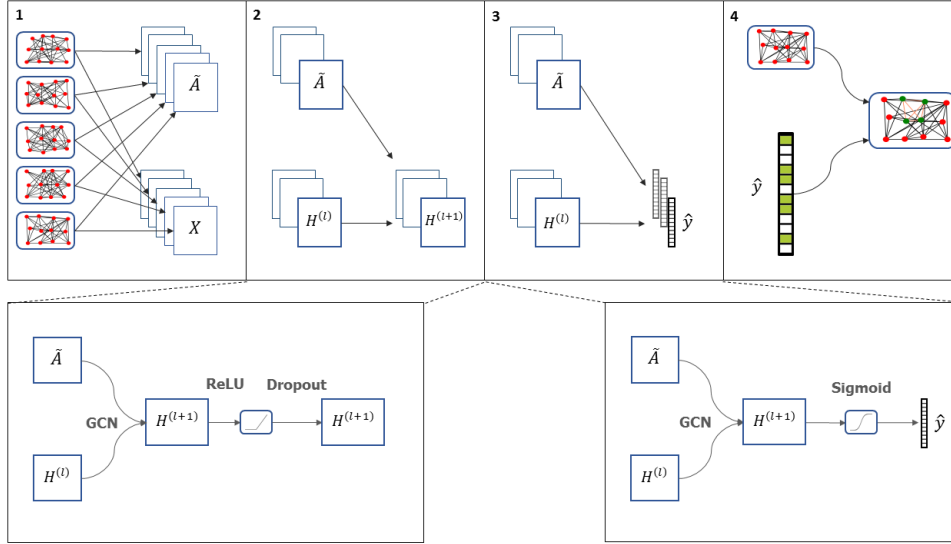 1
Ã
X
2
Ã
H^{(l)}
H^{(l+1)}
3
Ã
H^{(l)}
ŷ
4
ŷ
Ã
GCN
H^{(l)}
H^{(l+1)}
ReLU
Dropout
H^{(l+1)}
Ã
GCN
H^{(l)}
H^{(l+1)}
Sigmoid
ŷ